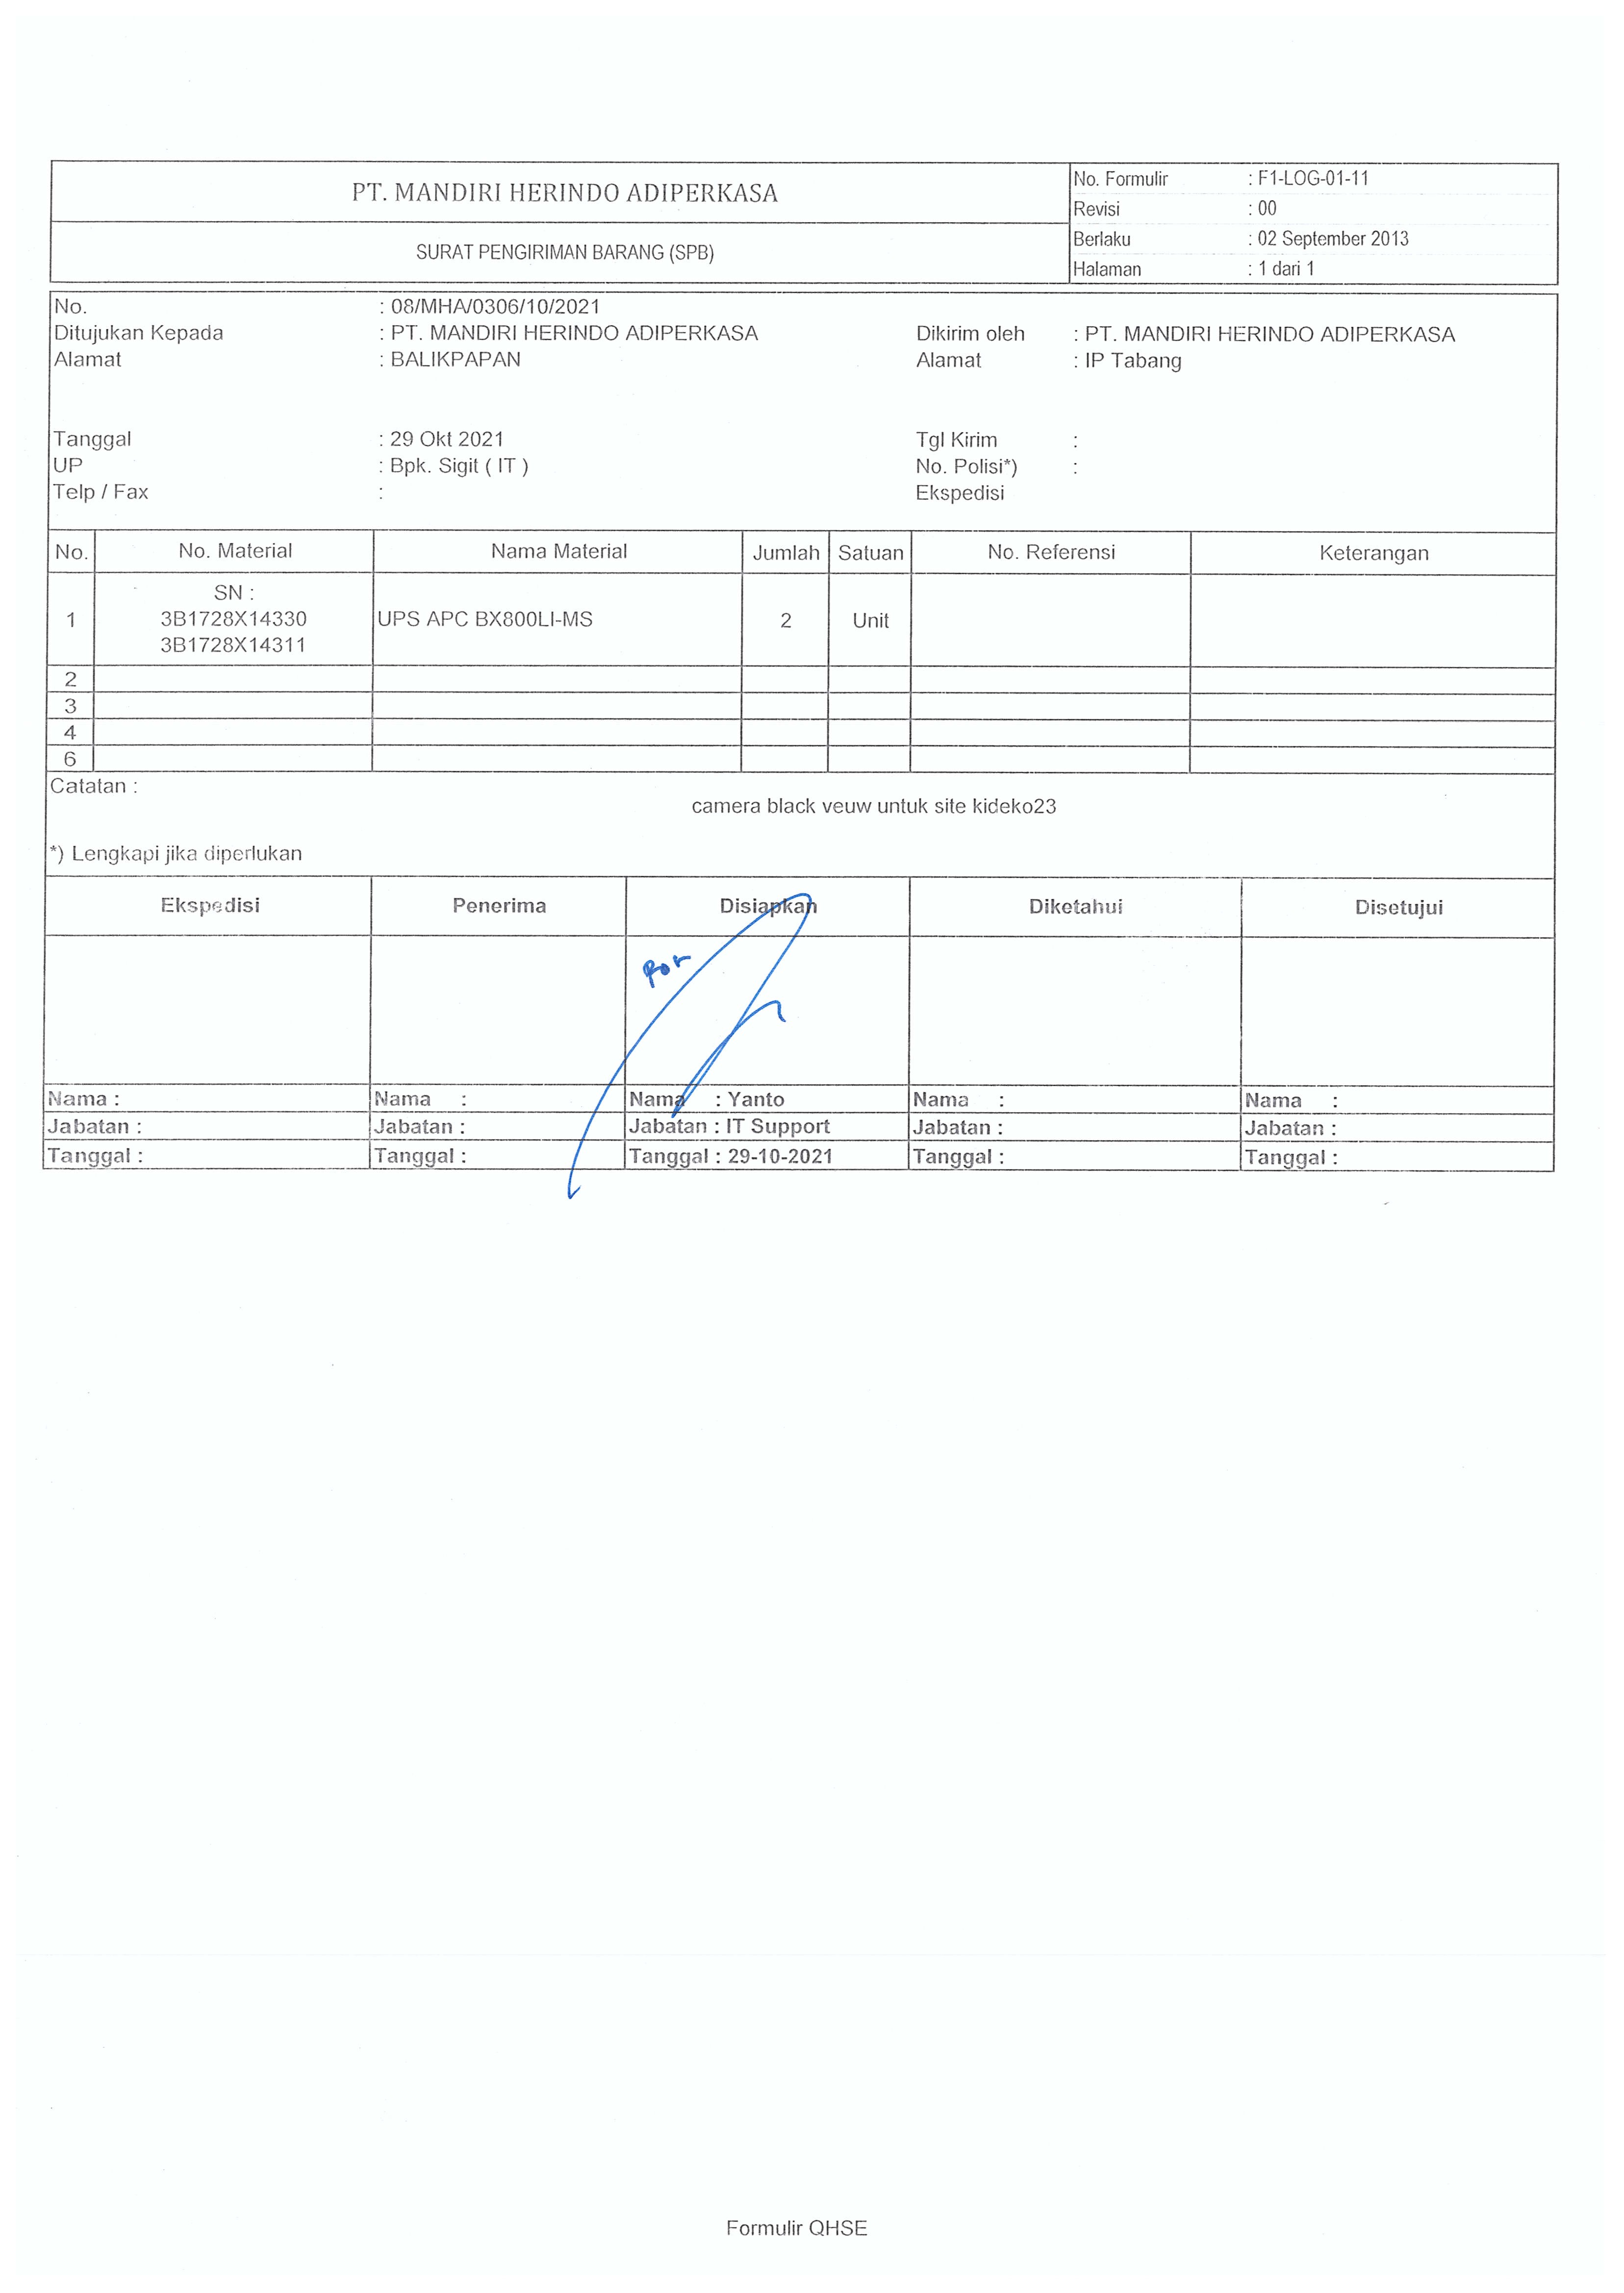 PT. MANDIRI HERINDO ADIPERKASA
SURAT PENGIRIMAN BARANG (SPB)
No. Formulir : F1-LOG-01-11
Revisi : 00
Berlaku : 02 September 2013
Halaman : 1 dari 1
No. : 08/MHA/0306/10/2021
Ditujukan Kepada : PT. MANDIRI HERINDO ADIPERKASA Dikirim oleh : PT. MANDIRI HERINDO ADIPERKASA
Alamat : BALIKPAPAN Alamat : IP Tabang
Tanggal : 29 Okt 2021 Tgl Kirim :
UP : Bpk. Sigit ( IT ) No. Polisi*) :
Telp / Fax : Ekspedisi
No. No. Material Nama Material Jumlah Satuan No. Referensi Keterangan
SN :
1 3B1728X14330 UPS APC BX800LI-MS 2 Unit
3B1728X14311
2
3
4
6
Catatan :
camera black veuw untuk site kideko23
*) Lengkapi jika diperlukan
Ekspedisi Penerima Disiapkan Diketahui Disetujui
Nama : Nama : Nama : Yanto Nama : Nama :
Jabatan : Jabatan : Jabatan : IT Support Jabatan : Jabatan :
Tanggal : Tanggal : Tanggal : 29-10-2021 Tanggal : Tanggal :
Formulir QHSE